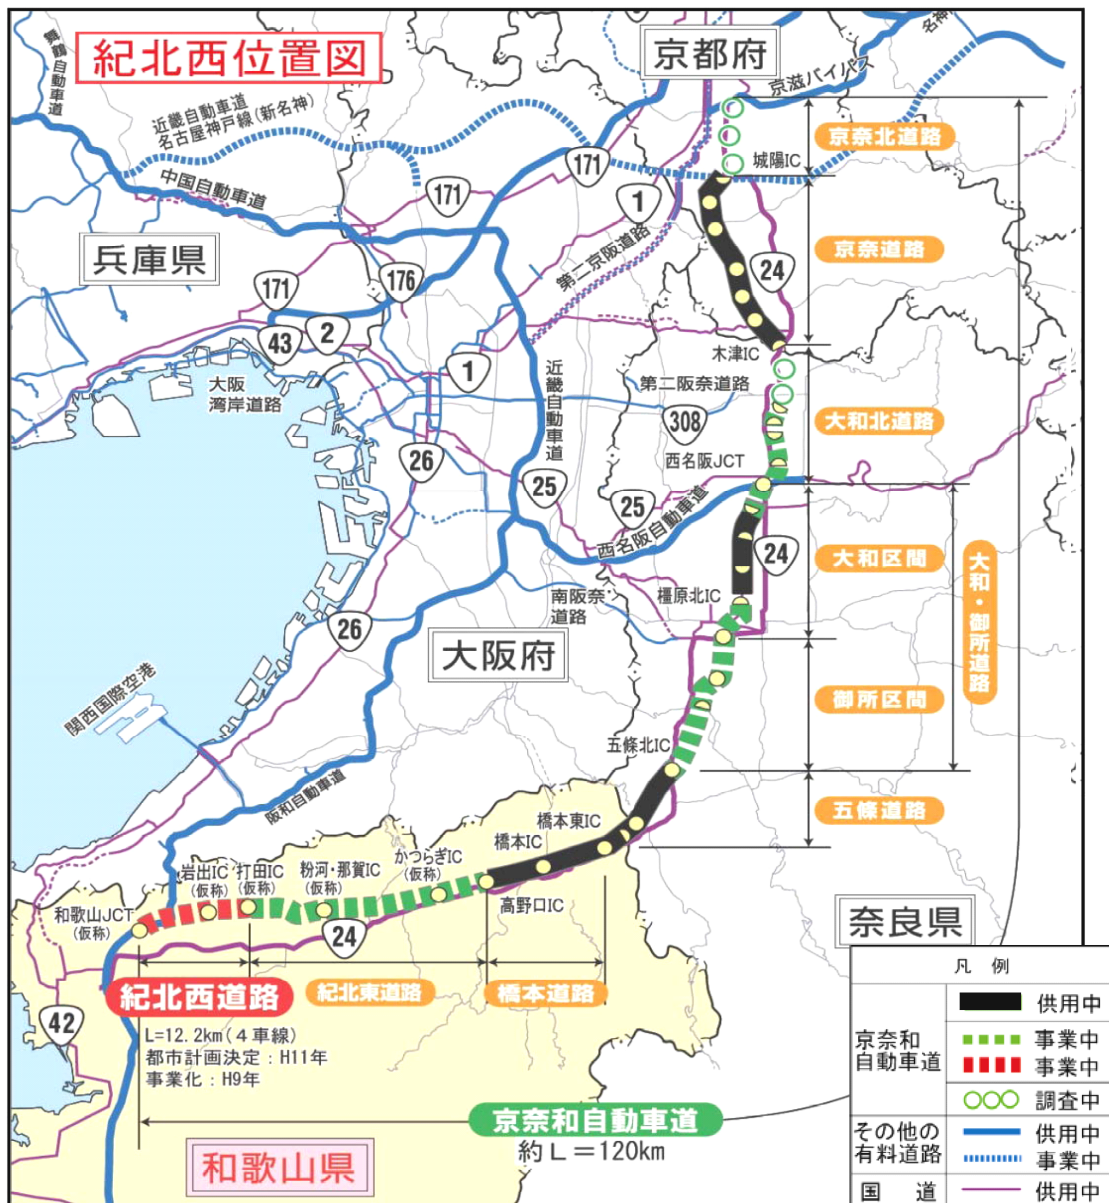 紀北西位置図
京都府
舞鶴自動車道
名神
京滋バイパス
近畿自動車道
名古屋神戸線(新名神)
京奈北道路
城陽IC
171
中国自動車道
171
1
兵庫県
第二京阪道路
24
京奈道路
176
171
2
43
1
木津IC
大阪
湾岸道路
近畿自動車道
第二阪奈道路
308
大和北道路
26
西名阪JCT
25
25
西名阪自動車道
24
大和区間
大和・御所道路
南阪奈
道路
橿原北IC
26
大阪府
関西国際空港
御所区間
五條北IC
阪和自動車道
五條道路
橋本東IC
橋本IC
かつらぎIC
(仮称)
粉河・那賀IC
(仮称)
打田IC
(仮称)
岩出IC
(仮称)
和歌山JCT
(仮称)
高野口IC
24
奈良県
紀北西道路
紀北東道路
橋本道路
42
L=12.2km(4車線)
都市計画決定:H11年
事業化:H9年
京奈和自動車道
約L=120km
和歌山県
凡例
京奈和
自動車道
供用中
事業中
事業中
調査中
その他の
有料道路
供用中
事業中
国道
供用中